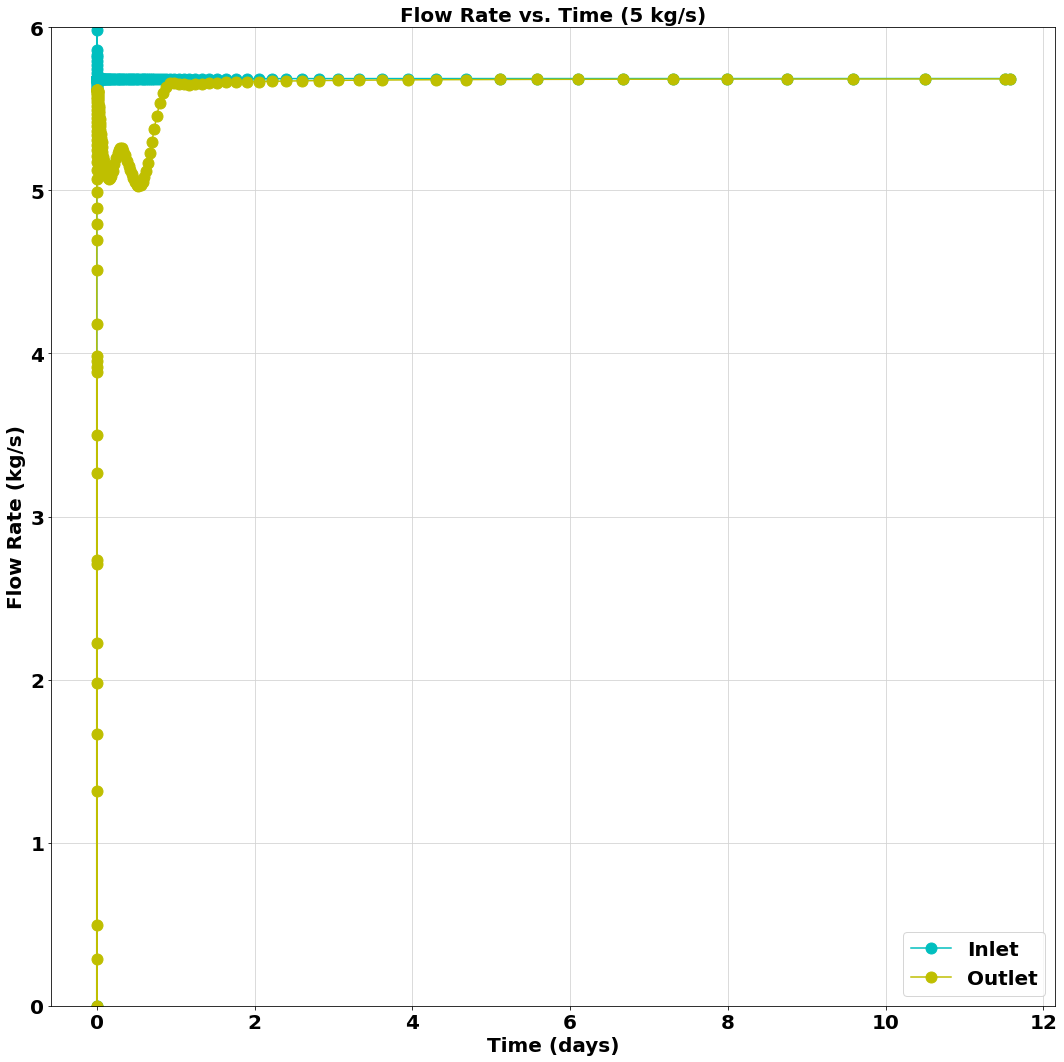 Flow Rate vs. Time (5 kg/s)
6
5
4
3
2
1
0
Flow Rate (kg/s)
0 2 4 6 8 10 12
Time (days)
Inlet
Outlet